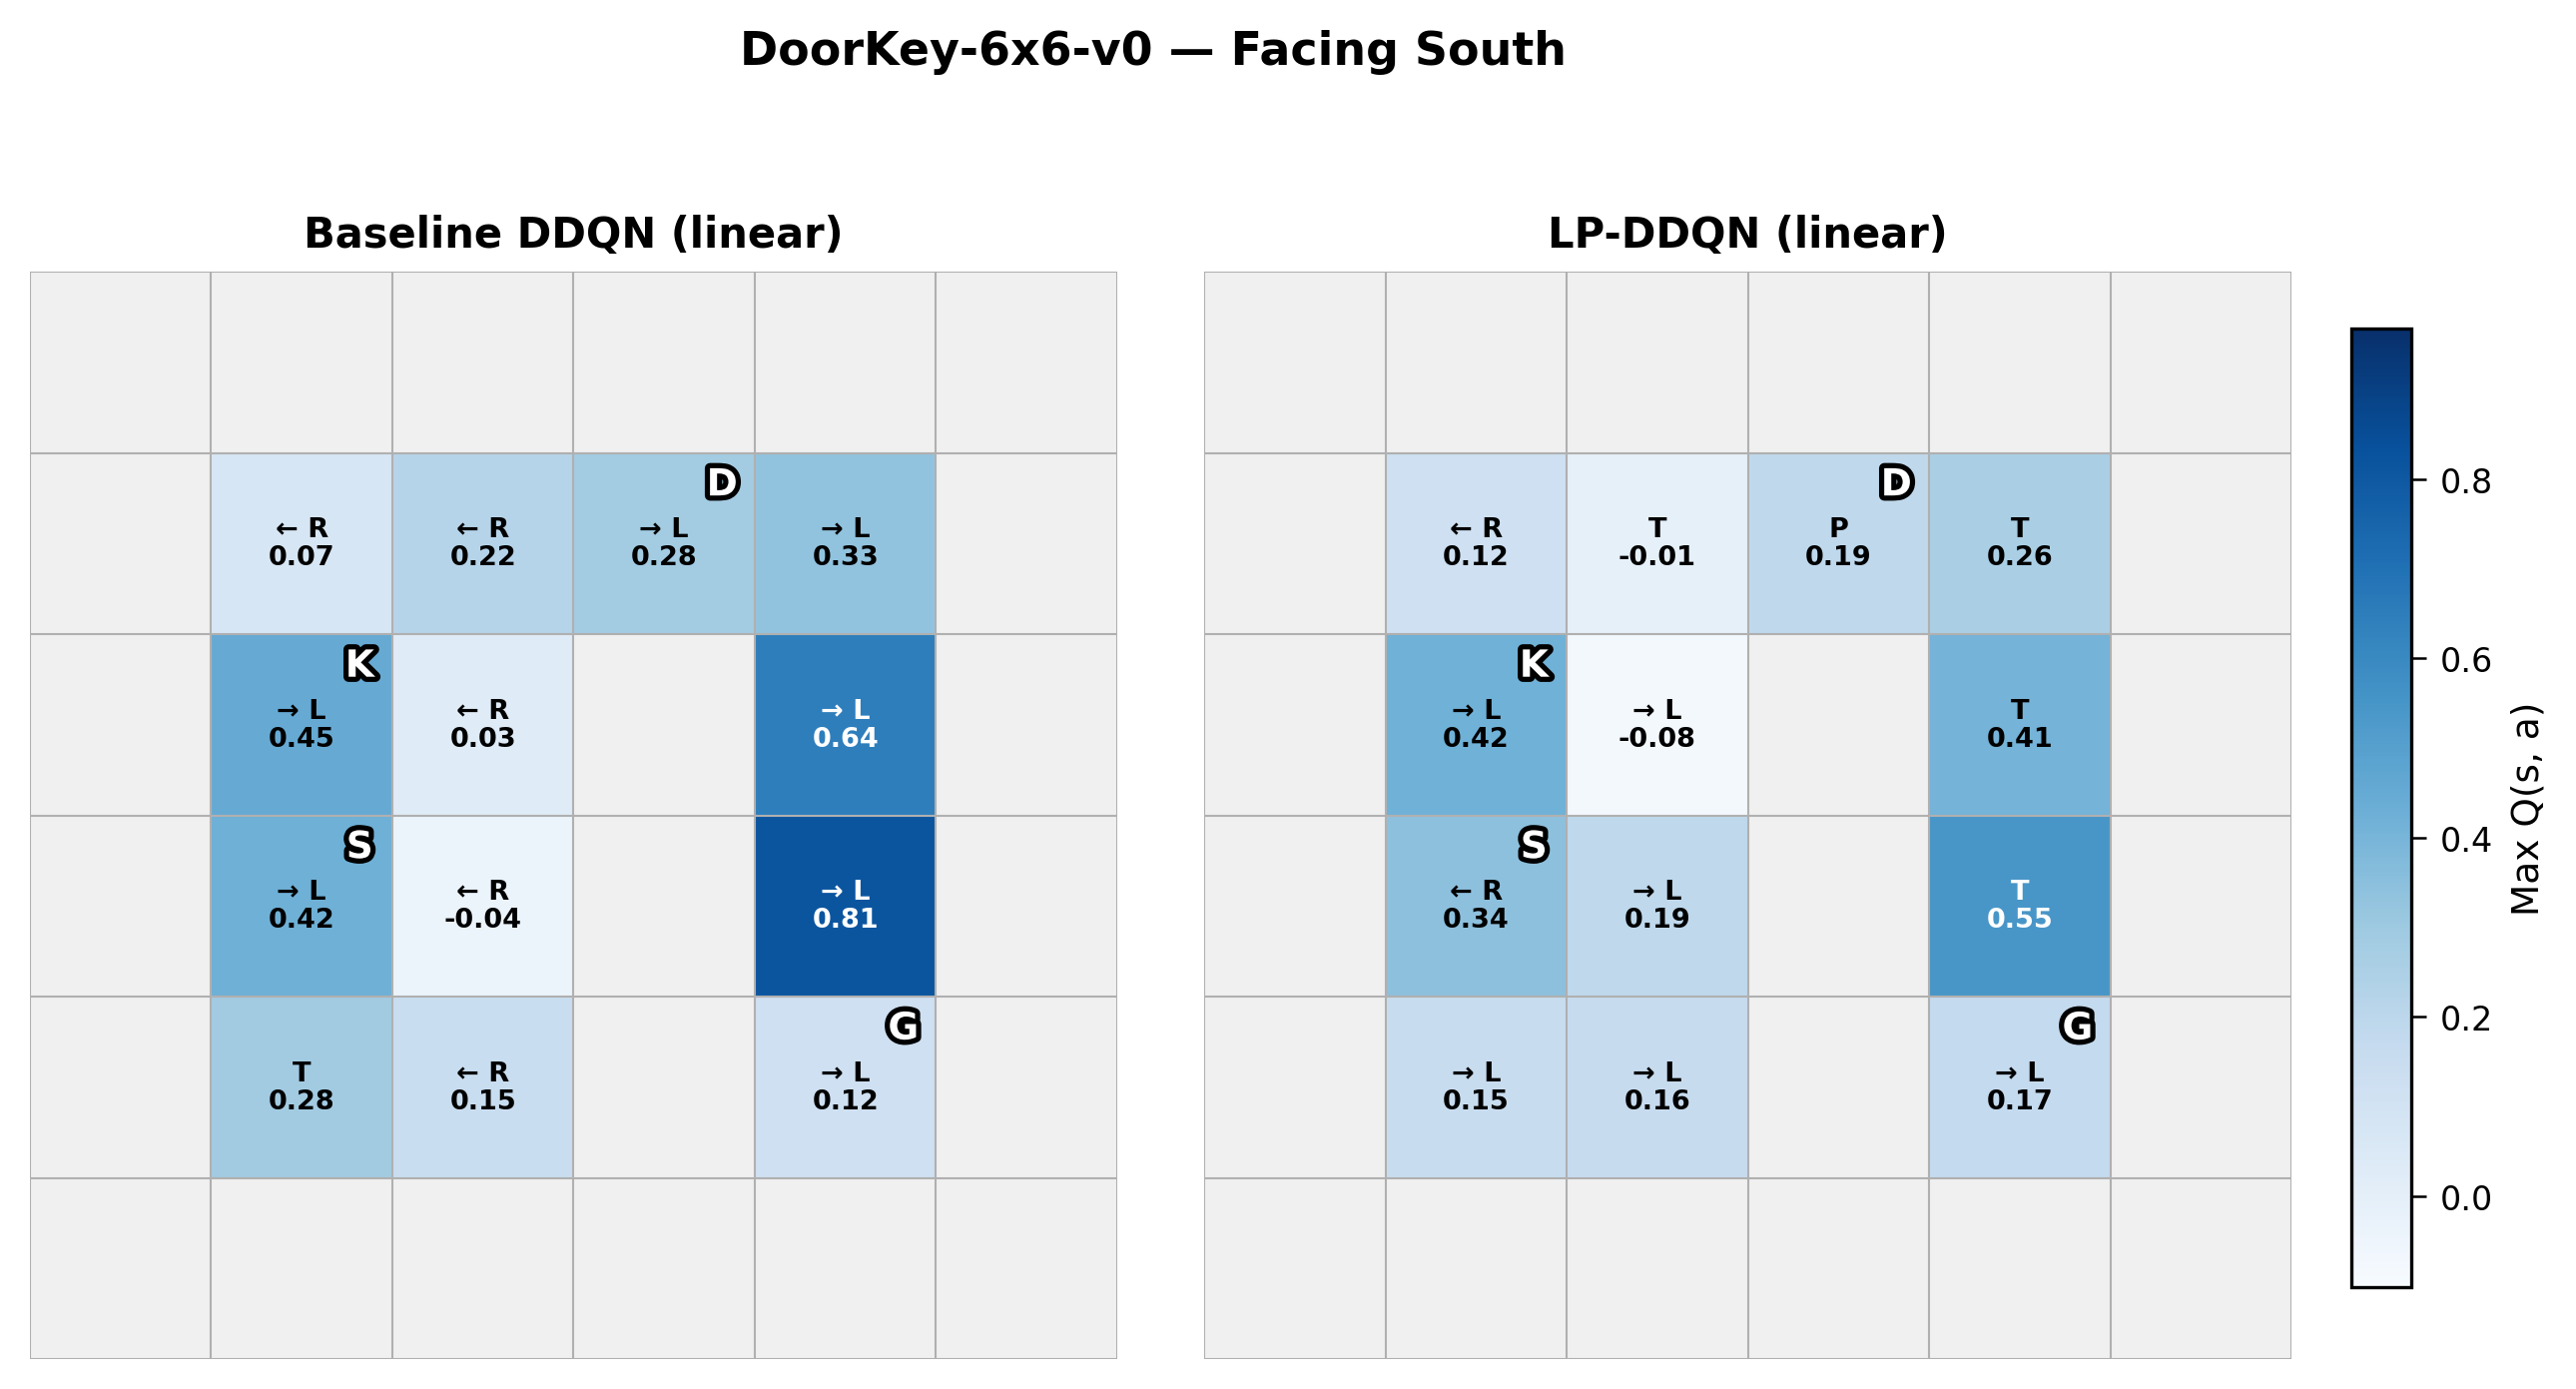 DoorKey-6x6-v0 — Facing South
Baseline DDQN (linear)
D
← R
0.07
← R
0.22
→ L
0.28
→ L
0.33
K
→ L
0.45
← R
0.03
→ L
0.64
S
→ L
0.42
← R
-0.04
→ L
0.81
G
T
0.28
← R
0.15
→ L
0.12
LP-DDQN (linear)
D
← R
0.12
T
-0.01
P
0.19
T
0.26
K
→ L
0.42
→ L
-0.08
T
0.41
S
← R
0.34
→ L
0.19
T
0.55
G
→ L
0.15
→ L
0.16
→ L
0.17
0.8
0.6
0.4
0.2
0.0
Max Q(s, a)